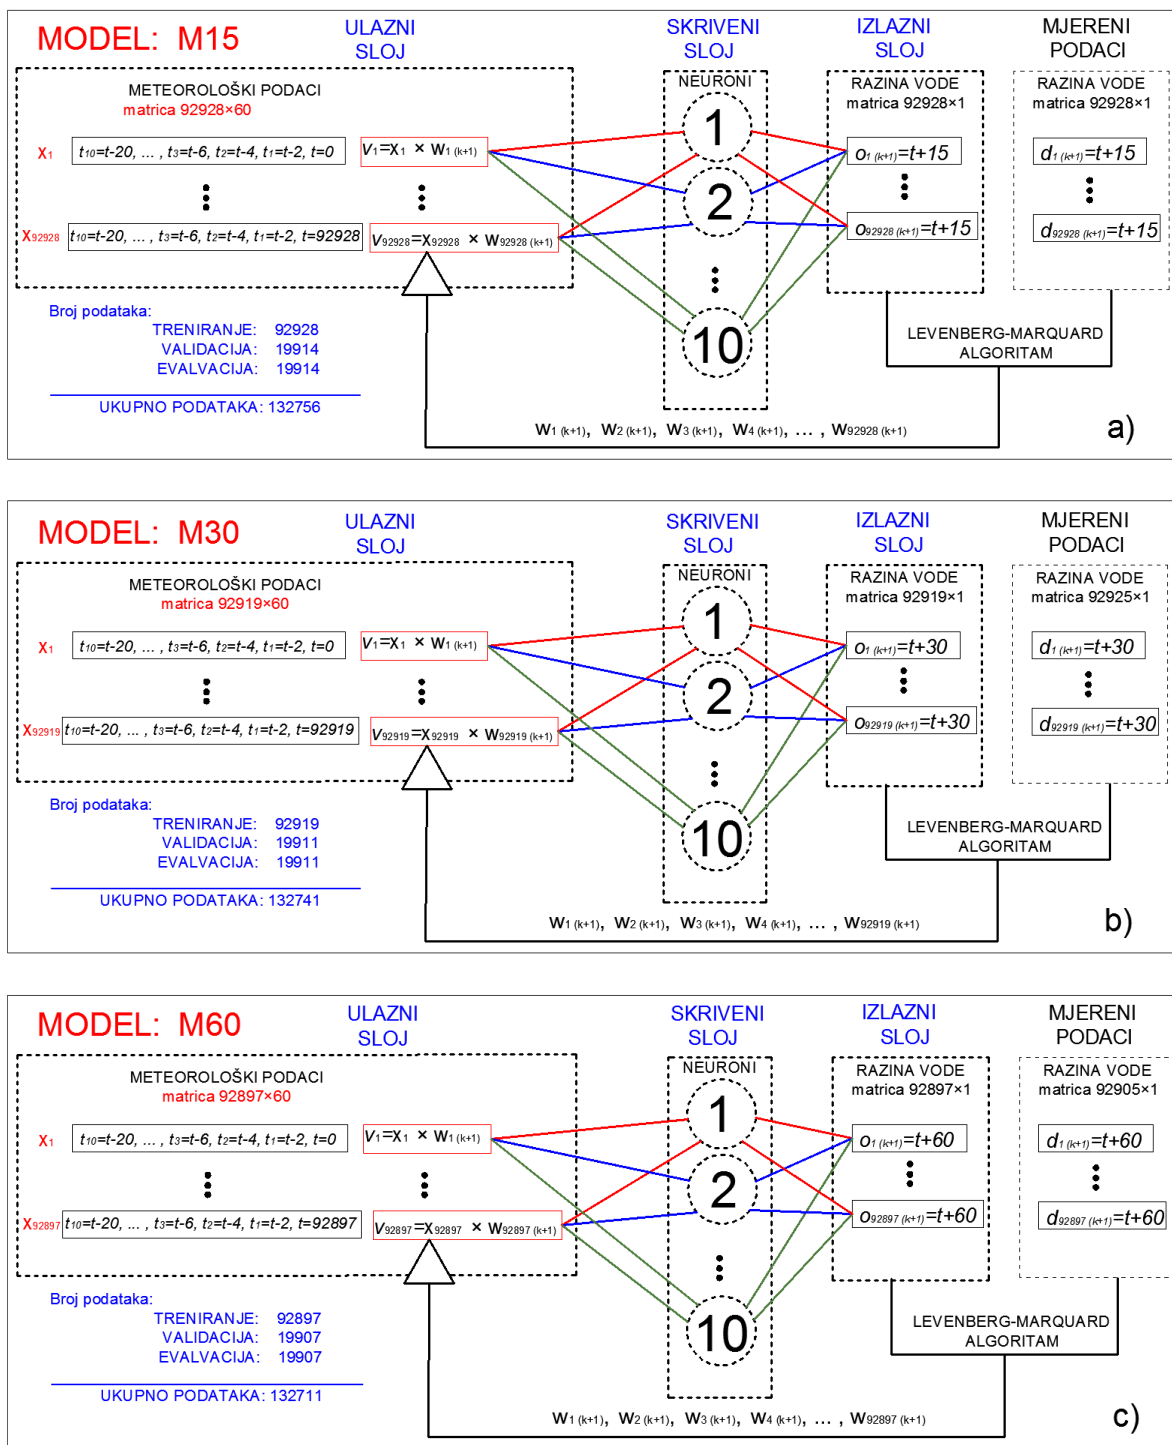 MODEL: M15
ULAZNI
SLOJ
SKRIVENI
SLOJ
IZLAZNI
SLOJ
MJERENI
PODACI
METEOROLOŠKI PODACI
matrica 92928×60
NEURONI
RAZINA VODE
matrica 92928×1
RAZINA VODE
matrica 92928×1
X1
t10=t-20, ... , t3=t-6, t2=t-4, t1=t-2, t=0
V1=X1 × W1 (k+1)
1
o1 (k+1)=t+15
d1 (k+1)=t+15
2
X92928
t10=t-20, ... , t3=t-6, t2=t-4, t1=t-2, t=92928
V92928=X92928 × W92928 (k+1)
o92928 (k+1)=t+15
d92928 (k+1)=t+15
10
Broj podataka:
TRENIRANJE: 92928
VALIDACIJA: 19914
EVALVACIJA: 19914
UKUPNO PODATAKA: 132756
LEVENBERG-MARQUARD
ALGORITAM
W1 (k+1), W2 (k+1), W3 (k+1), W4 (k+1), ... , W92928 (k+1)
a)
MODEL: M30
ULAZNI
SLOJ
SKRIVENI
SLOJ
IZLAZNI
SLOJ
MJERENI
PODACI
METEOROLOŠKI PODACI
matrica 92919×60
NEURONI
RAZINA VODE
matrica 92919×1
RAZINA VODE
matrica 92925×1
X1
t10=t-20, ... , t3=t-6, t2=t-4, t1=t-2, t=0
V1=X1 × W1 (k+1)
1
o1 (k+1)=t+30
d1 (k+1)=t+30
2
X92919
t10=t-20, ... , t3=t-6, t2=t-4, t1=t-2, t=92919
V92919=X92919 × W92919 (k+1)
o92919 (k+1)=t+30
d92919 (k+1)=t+30
10
Broj podataka:
TRENIRANJE: 92919
VALIDACIJA: 19911
EVALVACIJA: 19911
UKUPNO PODATAKA: 132741
LEVENBERG-MARQUARD
ALGORITAM
W1 (k+1), W2 (k+1), W3 (k+1), W4 (k+1), ... , W92919 (k+1)
b)
MODEL: M60
ULAZNI
SLOJ
SKRIVENI
SLOJ
IZLAZNI
SLOJ
MJERENI
PODACI
METEOROLOŠKI PODACI
matrica 92897×60
NEURONI
RAZINA VODE
matrica 92897×1
RAZINA VODE
matrica 92905×1
X1
t10=t-20, ... , t3=t-6, t2=t-4, t1=t-2, t=0
V1=X1 × W1 (k+1)
1
o1 (k+1)=t+60
d1 (k+1)=t+60
2
X92897
t10=t-20, ... , t3=t-6, t2=t-4, t1=t-2, t=92897
V92897=X92897 × W92897 (k+1)
o92897 (k+1)=t+60
d92897 (k+1)=t+60
10
Broj podataka:
TRENIRANJE: 92897
VALIDACIJA: 19907
EVALVACIJA: 19907
UKUPNO PODATAKA: 132711
LEVENBERG-MARQUARD
ALGORITAM
W1 (k+1), W2 (k+1), W3 (k+1), W4 (k+1), ... , W92897 (k+1)
c)